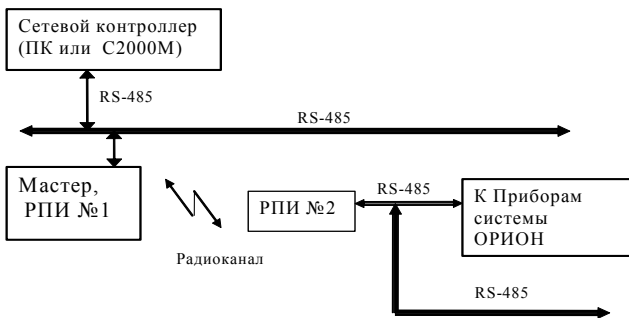 Сетевой контроллер
(ПК или С2000М)
RS-485
RS-485
Мастер,
РПИ №1
Радиоканал
РПИ №2
RS-485
К Приборам
системы
ОРИОН
RS-485